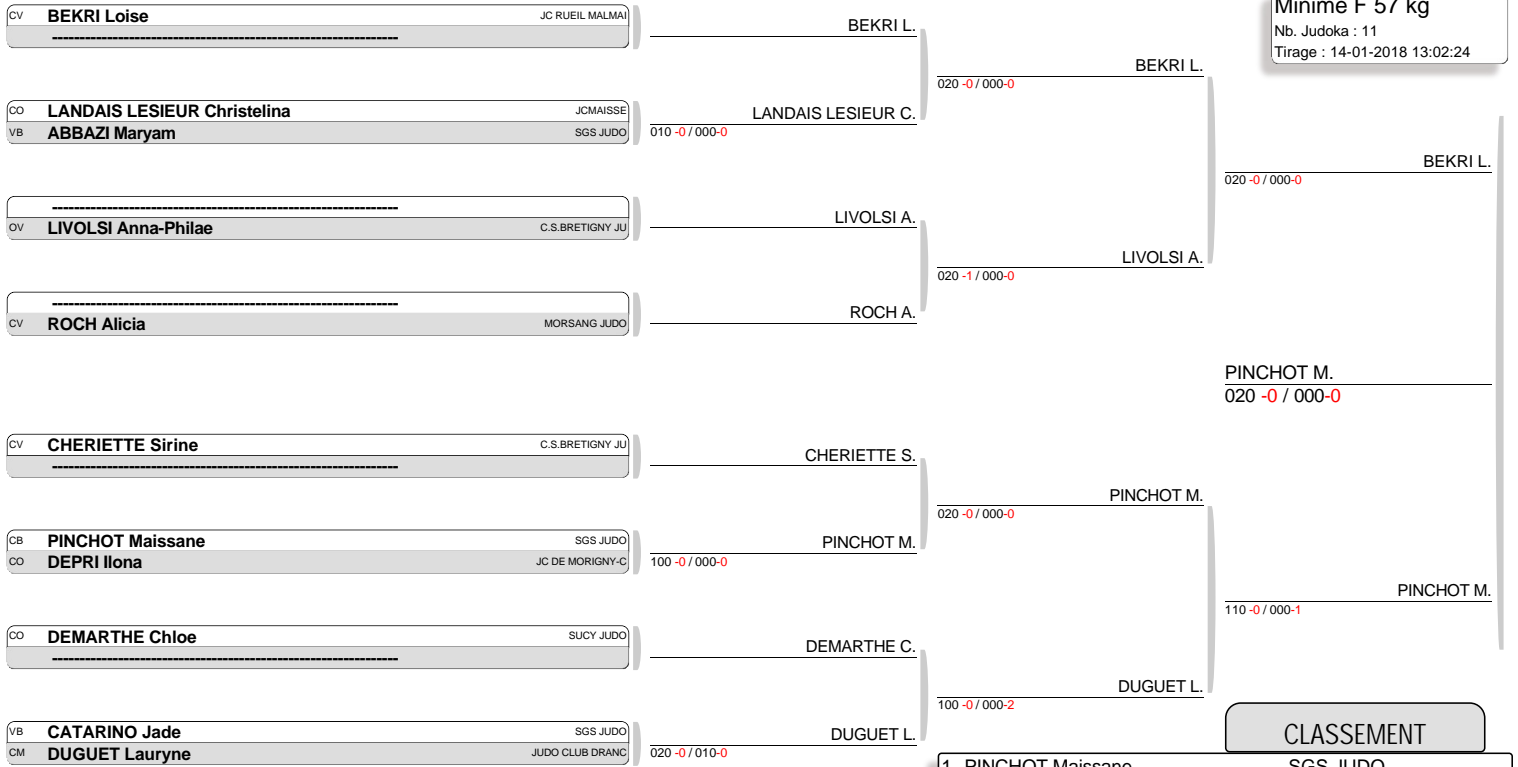 Minime F 57 kg
Nb. Judoka : 11
Tirage : 14-01-2018 13:02:24
CV BEKRI Loise JC RUEIL MALMAI
----------------------------------------------------------------
CO LANDAIS LESIEUR Christelina JCMAISSE
VB ABBAZI Maryam SGS JUDO
----------------------------------------------------------------
OV LIVOLSI Anna-Philae C.S.BRETIGNY JU
----------------------------------------------------------------
CV ROCH Alicia MORSANG JUDO
CV CHERIETTE Sirine C.S.BRETIGNY JU
----------------------------------------------------------------
CB PINCHOT Maissane SGS JUDO
CO DEPRI Ilona JC DE MORIGNY-C
CO DEMARTHE Chloe SUCY JUDO
----------------------------------------------------------------
VB CATARINO Jade SGS JUDO
CM DUGUET Lauryne JUDO CLUB DRANC
BEKRI L.
LANDAIS LESIEUR C.
010 -0 / 000-0
LIVOLSI A.
ROCH A.
CHERIETTE S.
PINCHOT M.
100 -0 / 000-0
DEMARTHE C.
DUGUET L.
020 -0 / 010-0
BEKRI L.
020 -0 / 000-0
LIVOLSI A.
020 -1 / 000-0
PINCHOT M.
020 -0 / 000-0
DUGUET L.
100 -0 / 000-2
BEKRI L.
020 -0 / 000-0
PINCHOT M.
020 -0 / 000-0
PINCHOT M.
110 -0 / 000-1
CLASSEMENT
1 PINCHOT Maissane SGS JUDO